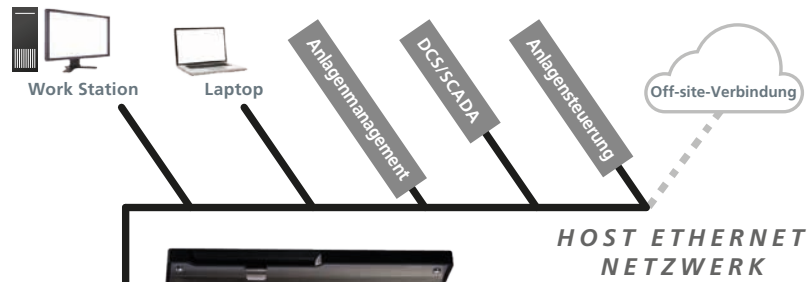 Work Station
Laptop
Anlagenmanagement
DCS/SCADA
Anlagensteuerung
Off-site-Verbindung
HOST ETHERNET
NETZWERK